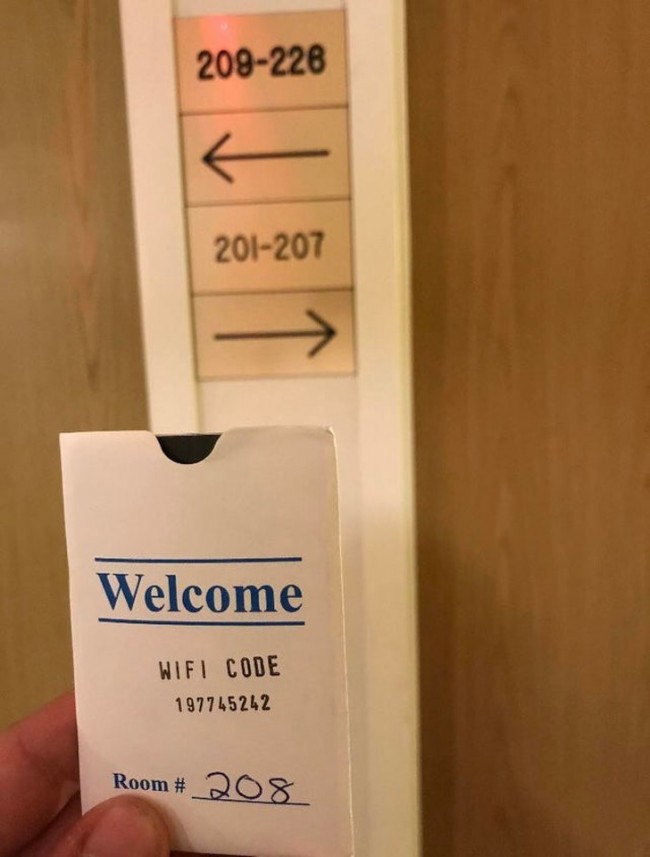 209-226
←
201-207
→
Welcome
WIFI CODE
197745242
Room # 208